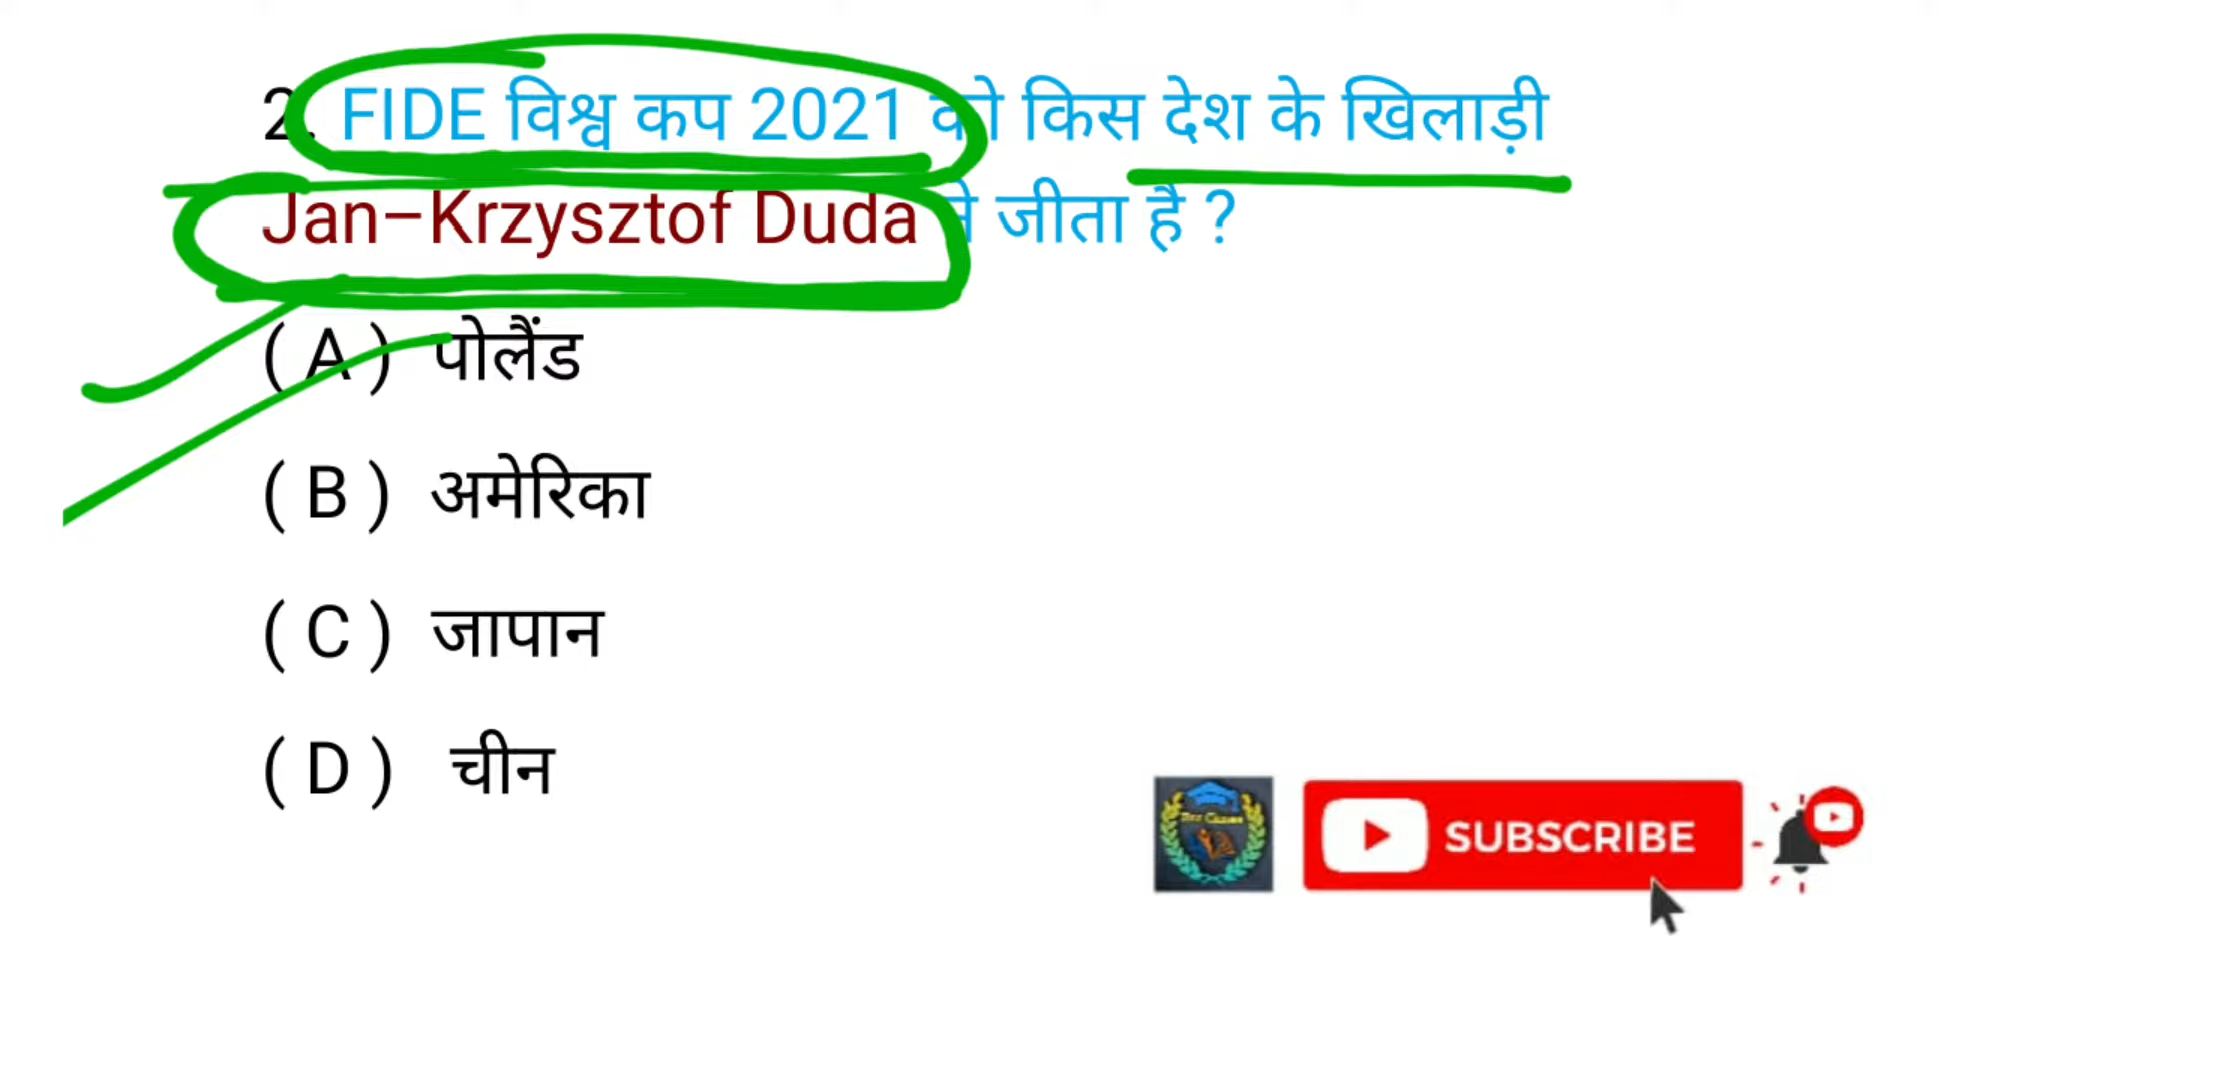 2. FIDE विश्व कप 2021 को किस देश के खिलाड़ी
Jan–Krzysztof Duda ने जीता है ?
( A ) पोलैंड
( B ) अमेरिका
( C ) जापान
( D ) चीन
SUBSCRIBE